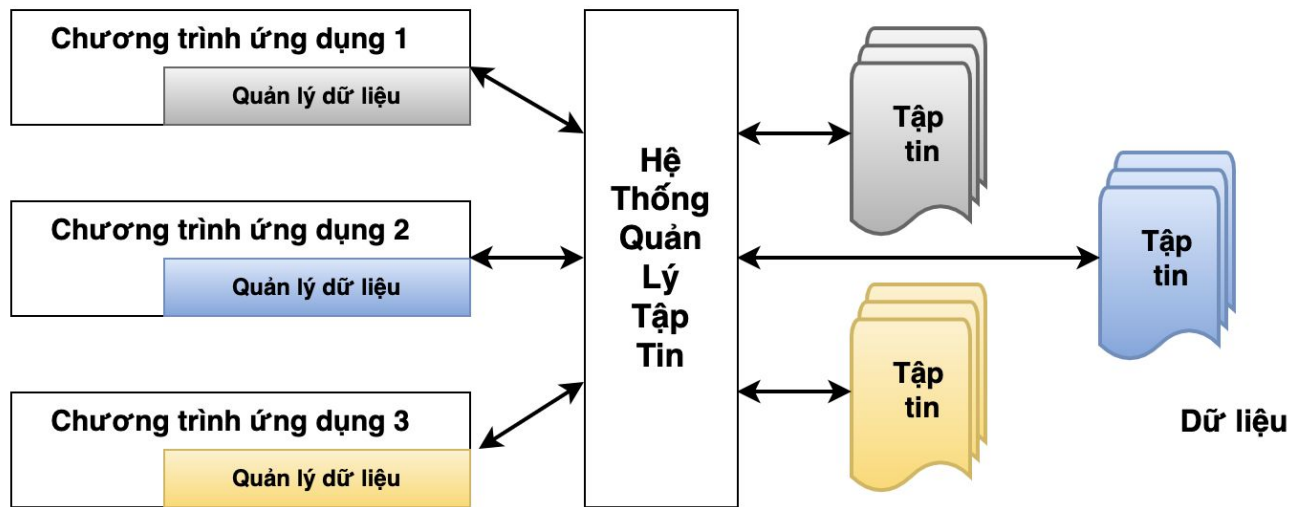 Chương trình ứng dụng 1
Quản lý dữ liệu
Chương trình ứng dụng 2
Quản lý dữ liệu
Chương trình ứng dụng 3
Quản lý dữ liệu
Hệ
Thống
Quản
Lý
Tập
Tin
Tập
tin
Tập
tin
Tập
tin
Dữ liệu